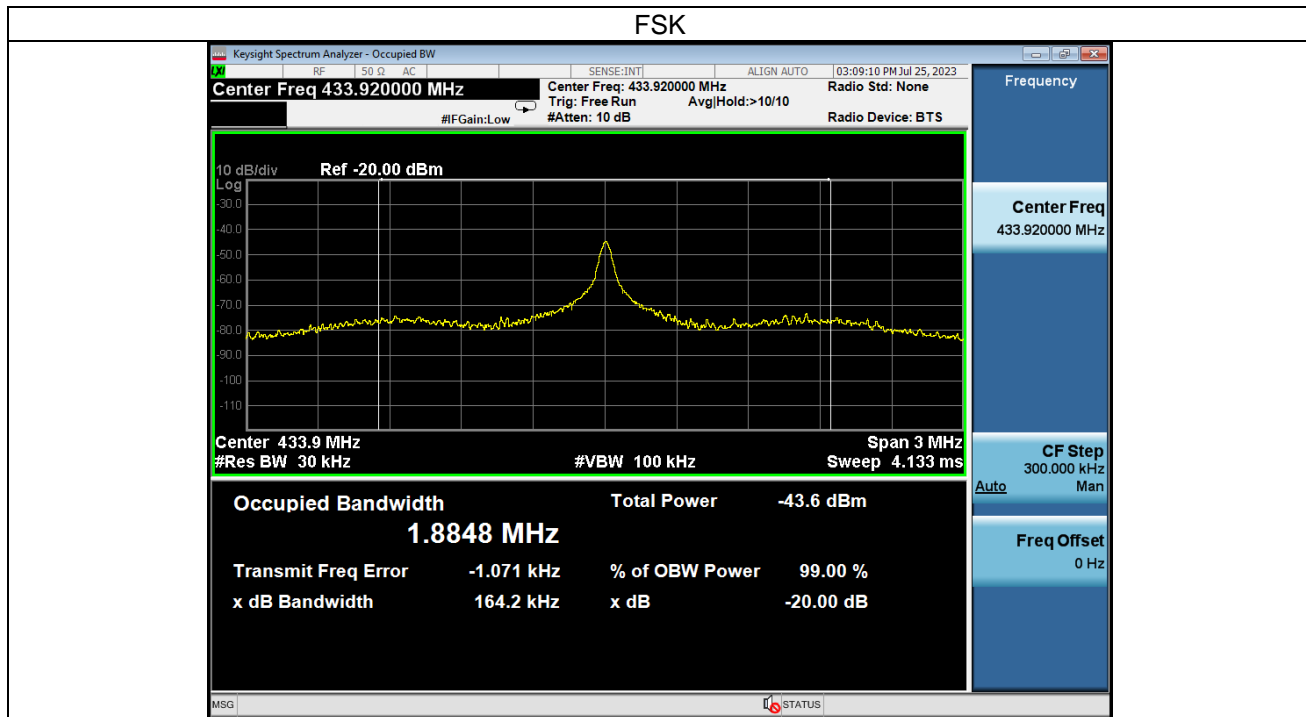 FSK
Keysight Spectrum Analyzer - Occupied BW
LXI RF 50 Ω AC SENSE:INT ALIGN AUTO 03:09:10 PM Jul 25, 2023
Center Freq 433.920000 MHz
Center Freq: 433.920000 MHz Radio Std: None
Trig: Free Run Avg|Hold:>10/10
#IFGain:Low #Atten: 10 dB Radio Device: BTS
10 dB/div Ref -20.00 dBm
Log
-30.0
-40.0
-50.0
-60.0
-70.0
-80.0
-90.0
-100
-110
Center 433.9 MHz Span 3 MHz
#Res BW 30 kHz #VBW 100 kHz Sweep 4.133 ms
Occupied Bandwidth Total Power -43.6 dBm
1.8848 MHz
Transmit Freq Error -1.071 kHz % of OBW Power 99.00 %
x dB Bandwidth 164.2 kHz x dB -20.00 dB
MSG STATUS
Frequency
Center Freq
433.920000 MHz
CF Step
300.000 kHz
Auto Man
Freq Offset
0 Hz